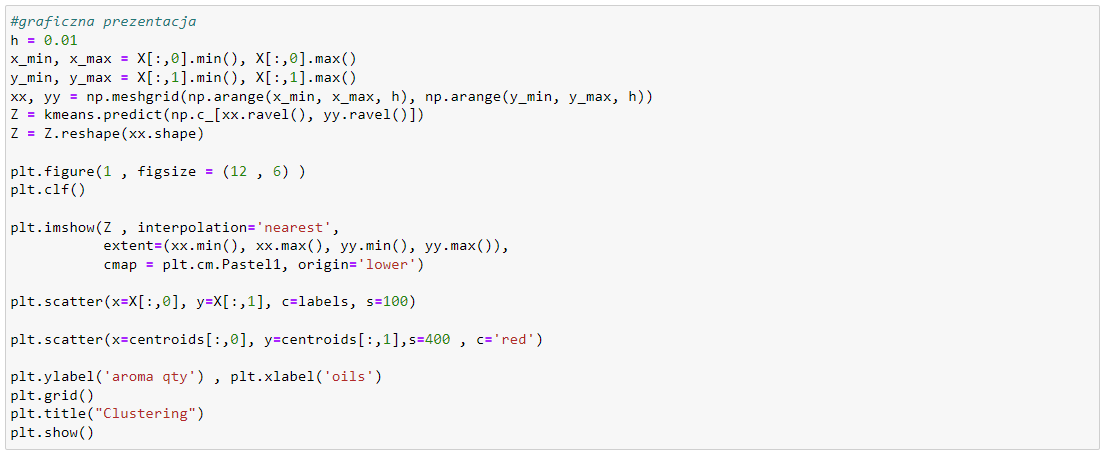 #graficzna prezentacja
h = 0.01
x_min, x_max = X[:,0].min(), X[:,0].max()
y_min, y_max = X[:,1].min(), X[:,1].max()
xx, yy = np.meshgrid(np.arange(x_min, x_max, h), np.arange(y_min, y_max, h))
Z = kmeans.predict(np.c_[xx.ravel(), yy.ravel()])
Z = Z.reshape(xx.shape)

plt.figure(1 , figsize = (12 , 6) )
plt.clf()

plt.imshow(Z , interpolation='nearest',
           extent=(xx.min(), xx.max(), yy.min(), yy.max()),
           cmap = plt.cm.Pastel1, origin='lower')

plt.scatter(x=X[:,0], y=X[:,1], c=labels, s=100)

plt.scatter(x=centroids[:,0], y=centroids[:,1],s=400 , c='red')

plt.ylabel('aroma qty') , plt.xlabel('oils')
plt.grid()
plt.title("Clustering")
plt.show()